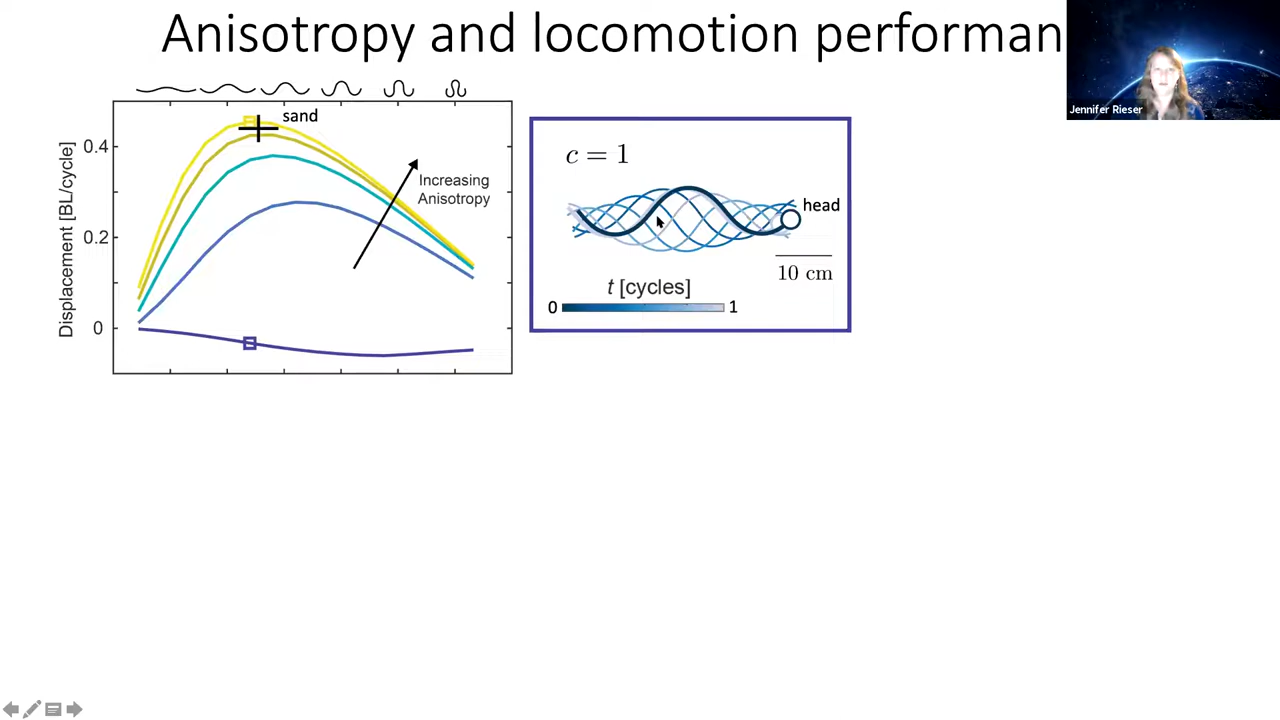 Anisotropy and locomotion performan
Jennifer Rieser
sand
0.4
0.2
0
Displacement [BL/cycle]
Increasing
Anisotropy
c = 1
head
10 cm
t [cycles]
0
1